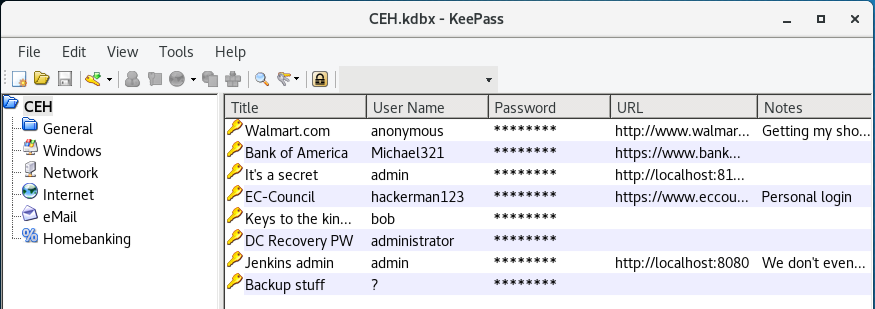 CEH.kdbx - KeePass
File Edit View Tools Help
CEH
General
Windows
Network
Internet
eMail
Homebanking
Title User Name Password URL Notes
Walmart.com anonymous ******** http://www.walmar... Getting my sho...
Bank of America Michael321 ******** https://www.bank...
It's a secret admin ******** http://localhost:81...
EC-Council hackerman123 ******** https://www.eccou... Personal login
Keys to the kin... bob ********
DC Recovery PW administrator ********
Jenkins admin admin ******** http://localhost:8080 We don't even...
Backup stuff ? ********